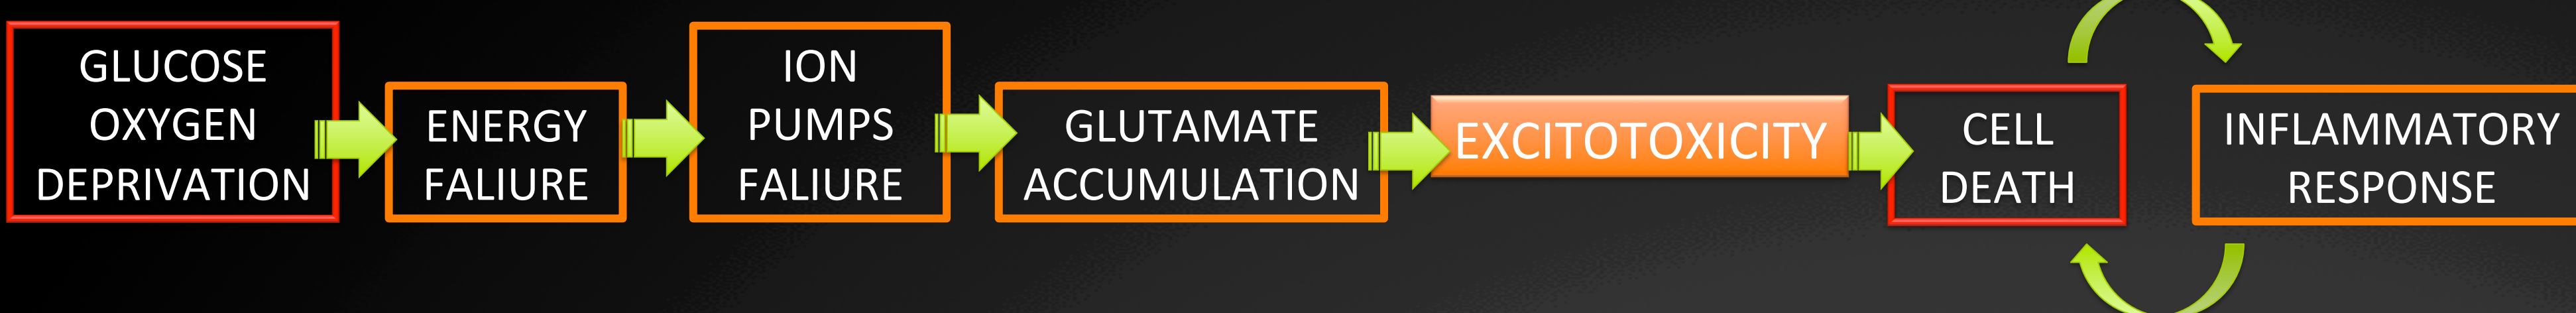 GLUCOSE
OXYGEN
DEPRIVATION
ENERGY
FALIURE
ION
PUMPS
FALIURE
GLUTAMATE
ACCUMULATION
EXCITOTOXICITY
CELL
DEATH
INFLAMMATORY
RESPONSE